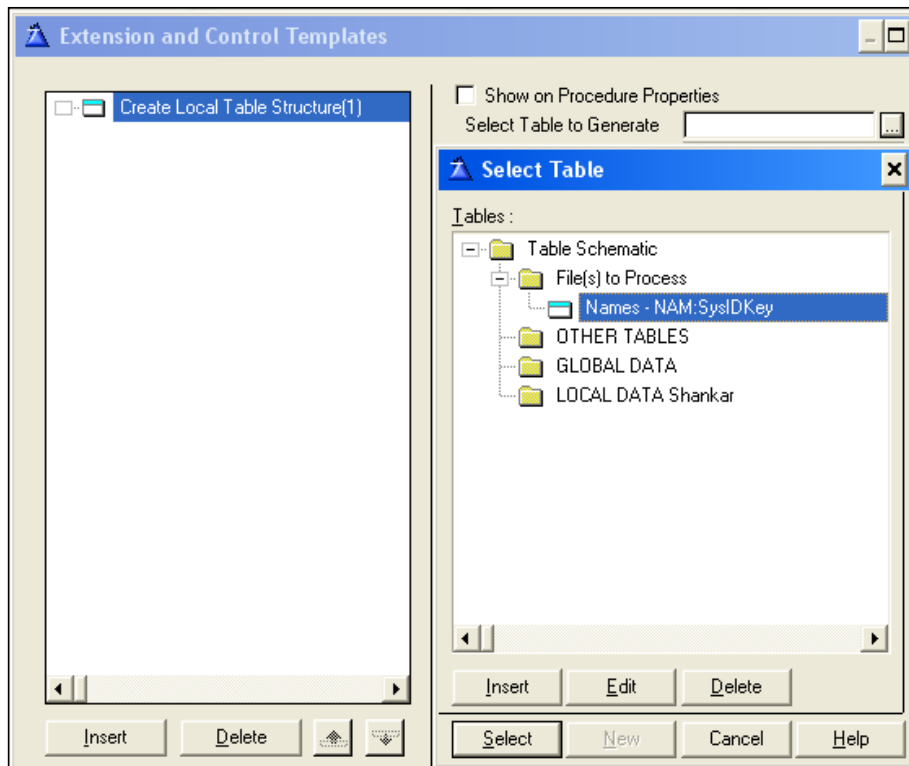 Extension and Control Templates
Create Local Table Structure(1)
Show on Procedure Properties
Select Table to Generate
...
Select Table
Tables :
Table Schematic
File(s) to Process
Names - NAM:SysIDKey
OTHER TABLES
GLOBAL DATA
LOCAL DATA Shankar
Insert Edit Delete
Insert Delete
Select New Cancel Help